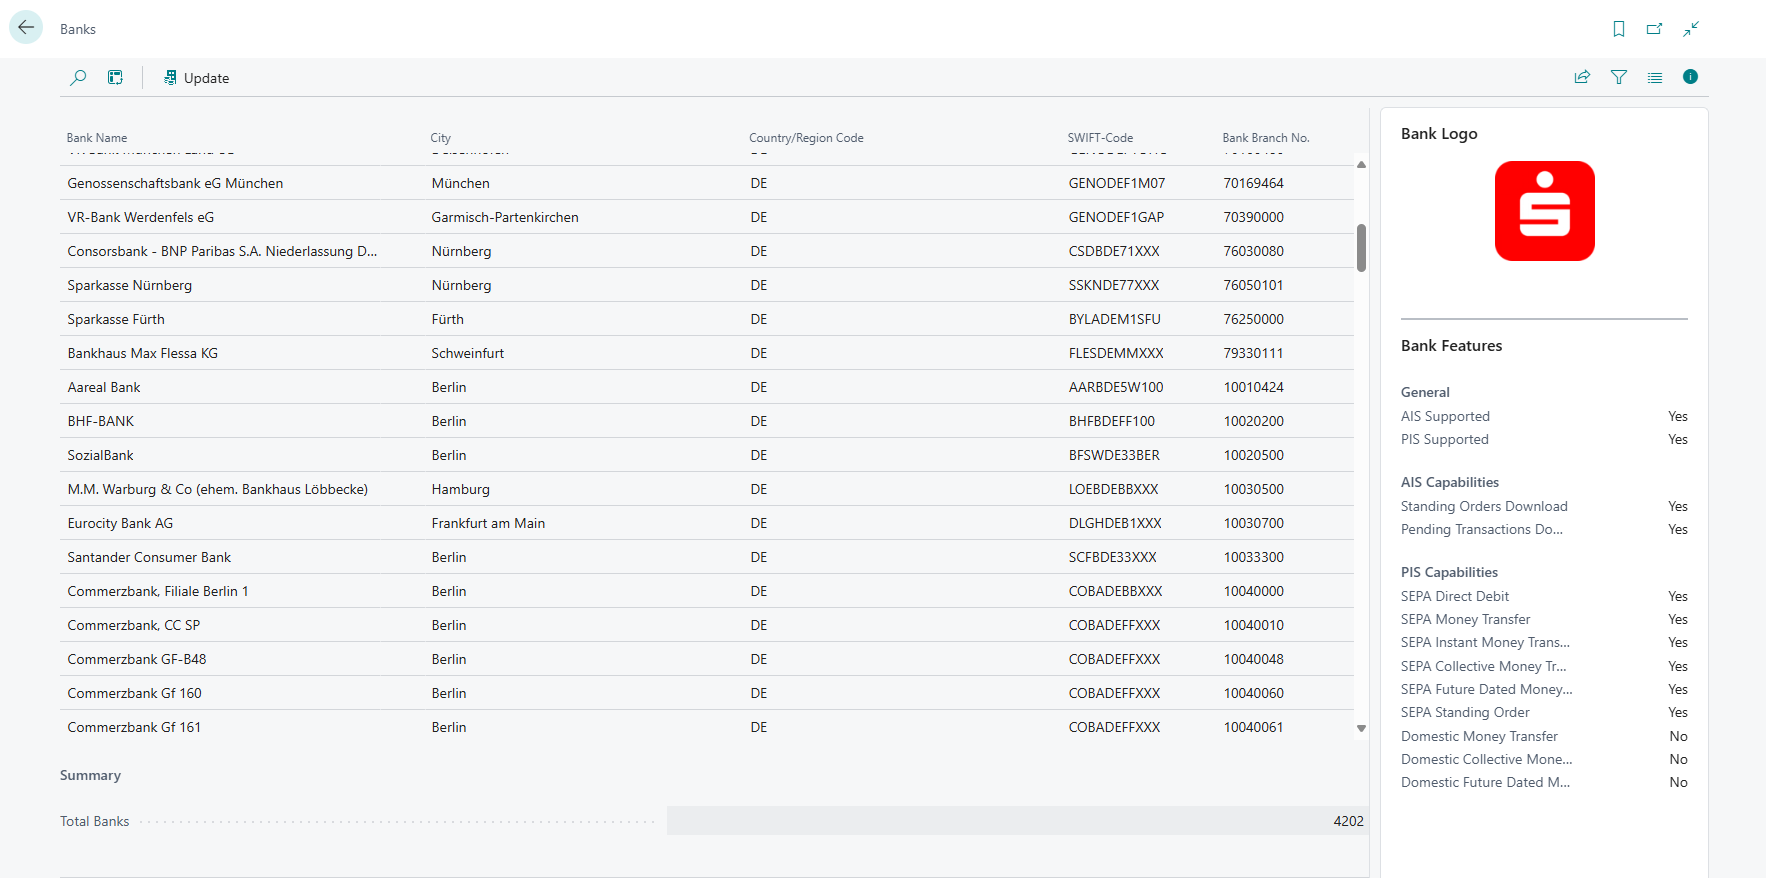 Banks
Update
Bank Name City Country/Region Code SWIFT-Code Bank Branch No.
Genossenschaftsbank eG München München DE GENODEF1M07 70169464
VR-Bank Werdenfels eG Garmisch-Partenkirchen DE GENODEF1GAP 70390000
Consorsbank - BNP Paribas S.A. Niederlassung D... Nürnberg DE CSDBDE71XXX 76030080
Sparkasse Nürnberg Nürnberg DE SSKNDE77XXX 76050101
Sparkasse Fürth Fürth DE BYLADEM1SFU 76250000
Bankhaus Max Flessa KG Schweinfurt DE FLESDEMMXXX 79330111
Aareal Bank Berlin DE AARBDE5W100 10010424
BHF-BANK Berlin DE BHFBDEFF100 10020200
SozialBank Berlin DE BFSWDE33BER 10020500
M.M. Warburg & Co (ehem. Bankhaus Löbbecke) Hamburg DE LOEBDEBBXXX 10030500
Eurocity Bank AG Frankfurt am Main DE DLGHDEB1XXX 10030700
Santander Consumer Bank Berlin DE SCFBDE33XXX 10033300
Commerzbank, Filiale Berlin 1 Berlin DE COBADEBBXXX 10040000
Commerzbank, CC SP Berlin DE COBADEFFXXX 10040010
Commerzbank GF-B48 Berlin DE COBADEFFXXX 10040048
Commerzbank Gf 160 Berlin DE COBADEFFXXX 10040060
Commerzbank Gf 161 Berlin DE COBADEFFXXX 10040061
Summary
Total Banks 4202
Bank Logo
Bank Features
General
AIS Supported Yes
PIS Supported Yes
AIS Capabilities
Standing Orders Download Yes
Pending Transactions Do... Yes
PIS Capabilities
SEPA Direct Debit Yes
SEPA Money Transfer Yes
SEPA Instant Money Trans... Yes
SEPA Collective Money Tr... Yes
SEPA Future Dated Money... Yes
SEPA Standing Order Yes
Domestic Money Transfer No
Domestic Collective Mone... No
Domestic Future Dated M... No